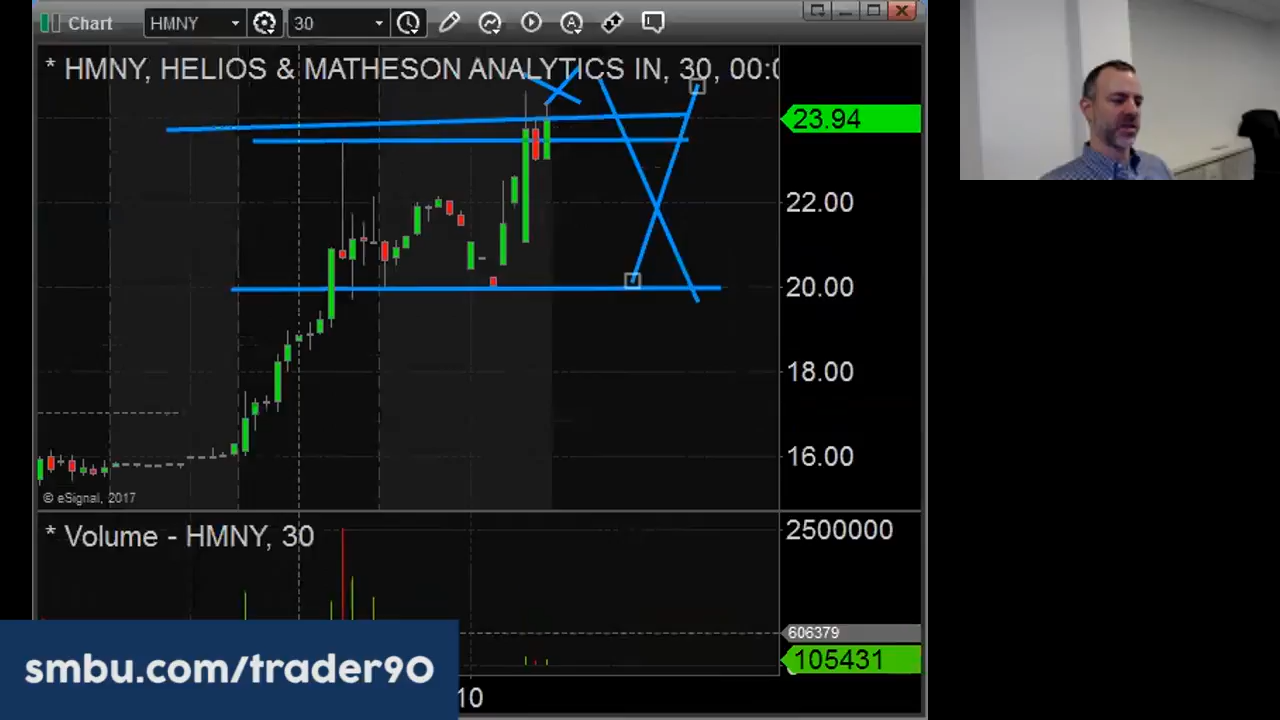 Chart HMNY 30 A
* HMNY, HELIOS & MATHESON ANALYTICS IN, 30, 00:0
23.94
22.00
20.00
18.00
16.00
© eSignal, 2017
* Volume - HMNY, 30
2500000
606379
105431
10
smbu.com/trader90